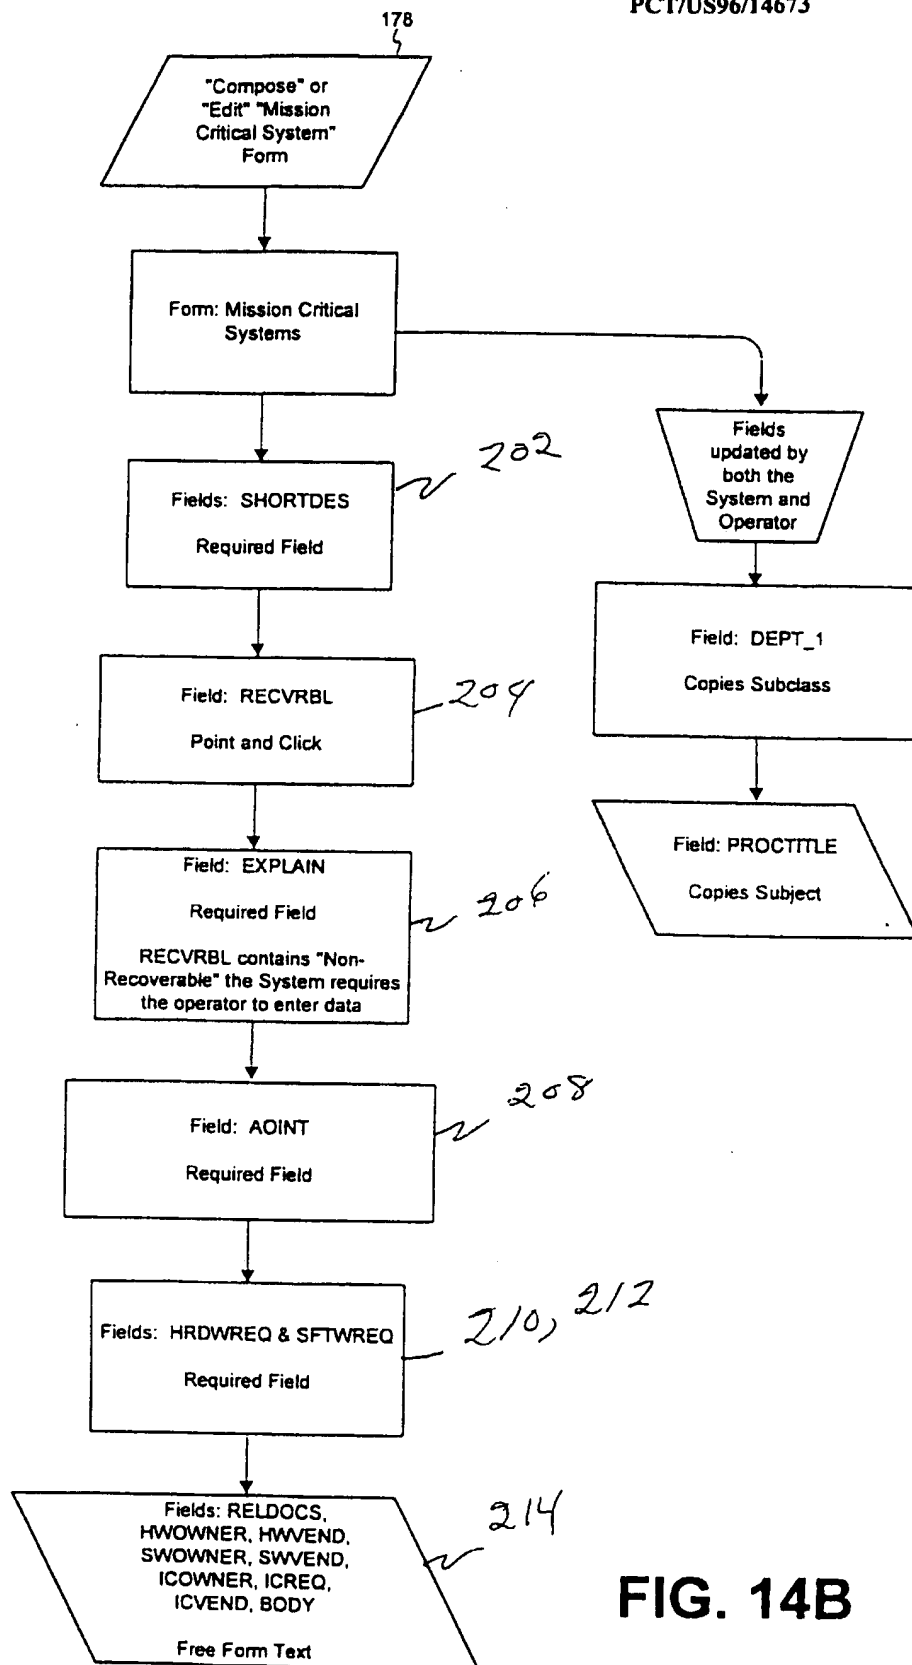 PCT/US96/14673
178
"Compose" or
"Edit" "Mission
Critical System"
Form
Form: Mission Critical
Systems
Fields: SHORTDES
Required Field
202
Field: RECVRBL
Point and Click
204
Field: EXPLAIN
Required Field
RECVRBL contains "Non-
Recoverable" the System requires
the operator to enter data
206
Field: AOINT
Required Field
208
Fields: HRDWREQ & SFTWREQ
Required Field
210, 212
Fields: RELDOCS,
HWOWNER, HWVEND,
SWOWNER, SWVEND,
ICOWNER, ICREQ,
ICVEND, BODY
Free Form Text
214
Fields
updated by
both the
System and
Operator
Field: DEPT_1
Copies Subclass
Field: PROCTITLE
Copies Subject
FIG. 14B